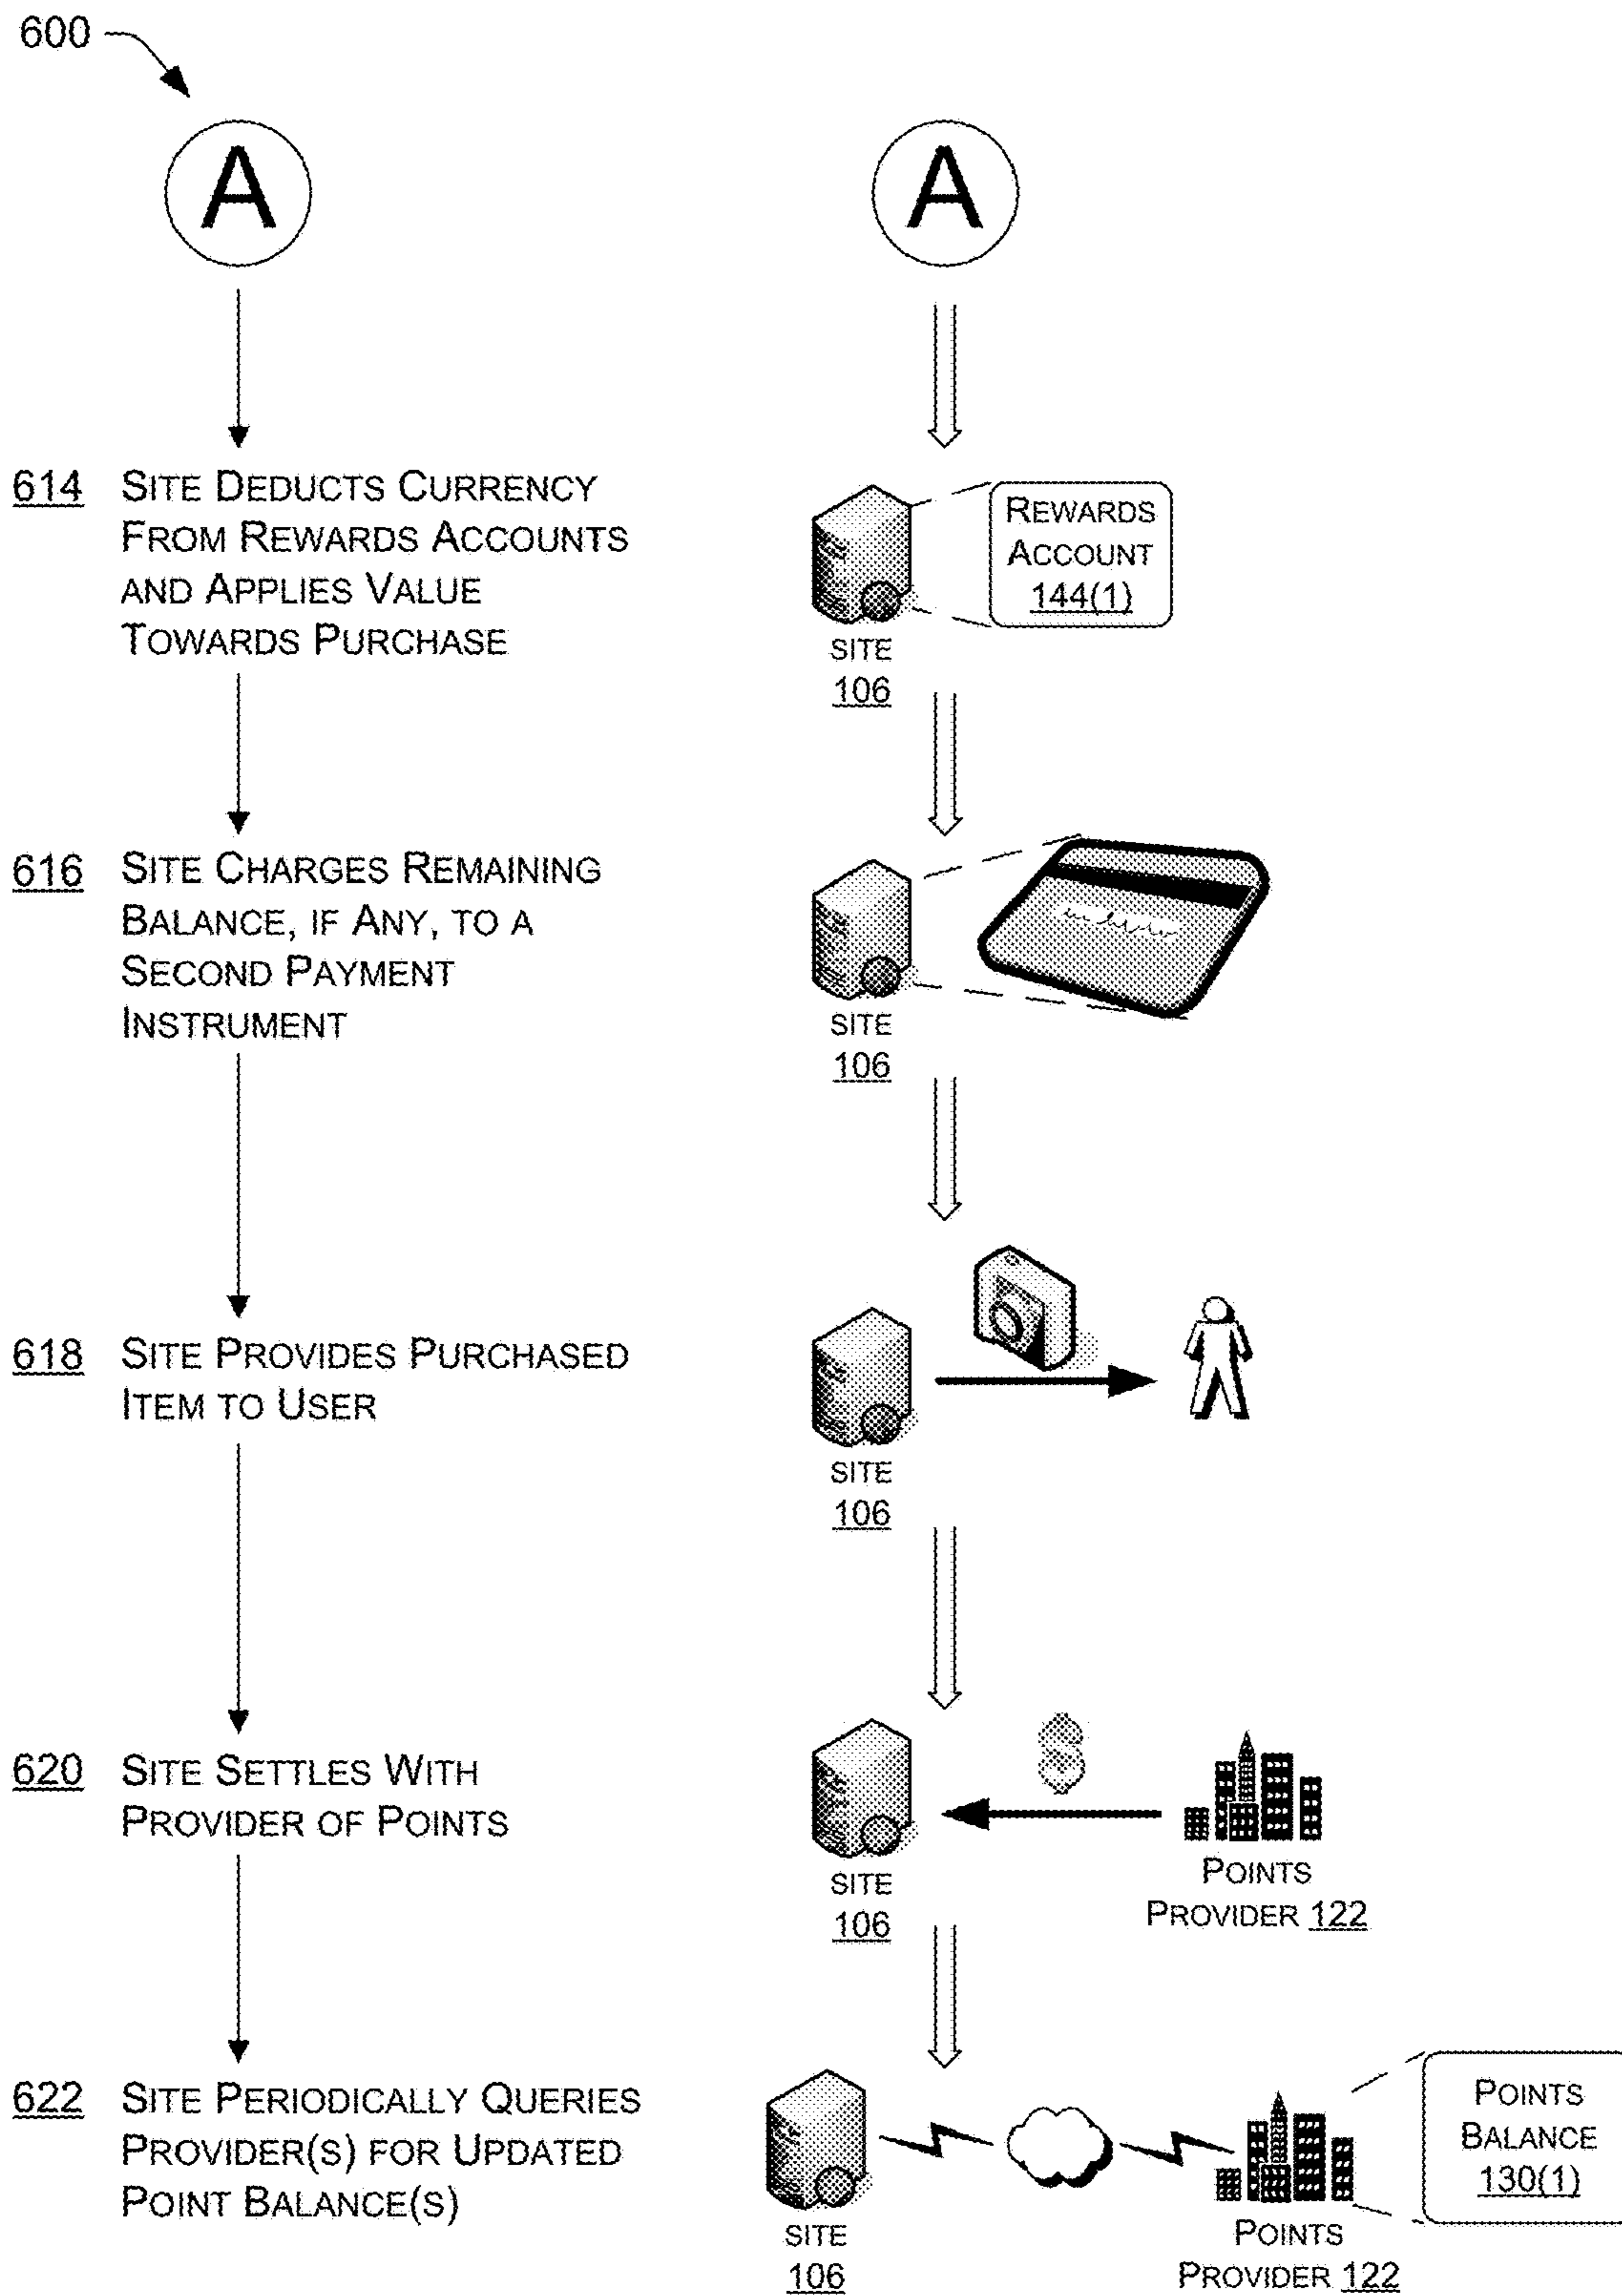 600
A
A
614 SITE DEDUCTS CURRENCY
FROM REWARDS ACCOUNTS
AND APPLIES VALUE
TOWARDS PURCHASE
REWARDS
ACCOUNT
144(1)
SITE
106
616 SITE CHARGES REMAINING
BALANCE, IF ANY, TO A
SECOND PAYMENT
INSTRUMENT
SITE
106
618 SITE PROVIDES PURCHASED
ITEM TO USER
SITE
106
620 SITE SETTLES WITH
PROVIDER OF POINTS
$
SITE
106
POINTS
PROVIDER 122
622 SITE PERIODICALLY QUERIES
PROVIDER(S) FOR UPDATED
POINT BALANCE(S)
SITE
106
POINTS
PROVIDER 122
POINTS
BALANCE
130(1)